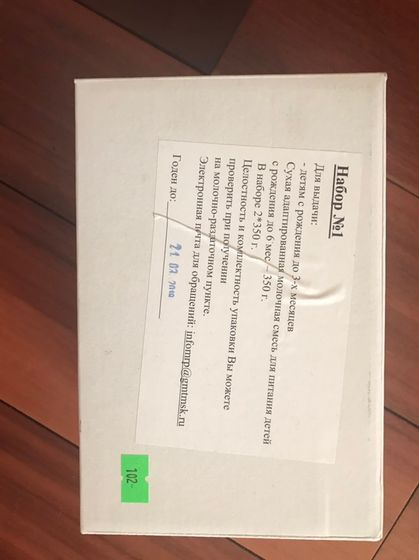 Набор №1
Для выдачи:
- детям с рождения до 3-х месяцев
Сухая адаптированная молочная смесь для питания детей
с рождения до 6 мес – 350 г.
В наборе 2*350 г.
Целостность и комплектность упаковки Вы можете
проверить при получении
на молочно-раздаточном пункте.
Электронная почта для обращений: infomrp@gmtmsk.ru
Годен до:
102-